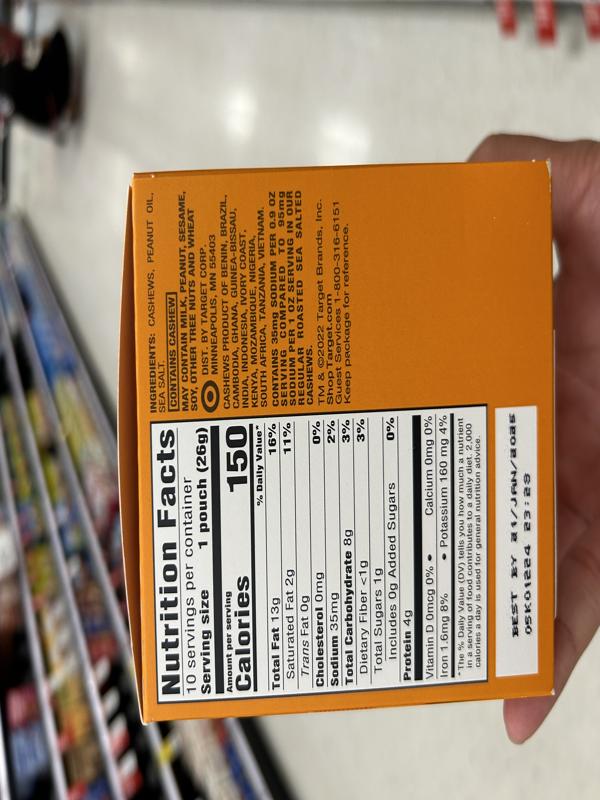 Nutrition Facts
10 servings per container
Serving size 1 pouch (26g)
Amount per serving
Calories 150
% Daily Value*
Total Fat 13g 16%
Saturated Fat 2g 11%
Trans Fat 0g
Cholesterol 0mg 0%
Sodium 35mg 2%
Total Carbohydrate 8g 3%
Dietary Fiber <1g 3%
Total Sugars 1g
Includes 0g Added Sugars 0%
Protein 4g
Vitamin D 0mcg 0% • Calcium 0mg 0%
Iron 1.6mg 8% • Potassium 160 mg 4%
*The % Daily Value (DV) tells you how much a nutrient
in a serving of food contributes to a daily diet. 2,000
calories a day is used for general nutrition advice.
INGREDIENTS: CASHEWS, PEANUT OIL,
SEA SALT.
CONTAINS CASHEW
MAY CONTAIN MILK, PEANUT, SESAME,
SOY, OTHER TREE NUTS AND WHEAT
DIST. BY TARGET CORP.
MINNEAPOLIS, MN 55403
CASHEWS PRODUCT OF BENIN, BRAZIL,
CAMBODIA, GHANA, GUINEA-BISSAU,
INDIA, INDONESIA, IVORY COAST,
KENYA, MOZAMBIQUE, NIGERIA,
SOUTH AFRICA, TANZANIA, VIETNAM.
CONTAINS 35mg SODIUM PER 0.9 OZ
SERVING COMPARED TO 95mg
SODIUM PER 1 OZ SERVING IN OUR
REGULAR ROASTED SEA SALTED
CASHEWS.
TM & ©2022 Target Brands, Inc.
Shop Target.com
Guest Services 1-800-316-6151
Keep package for reference.
BEST BY 21/JAN/2025
05K01224 23:28